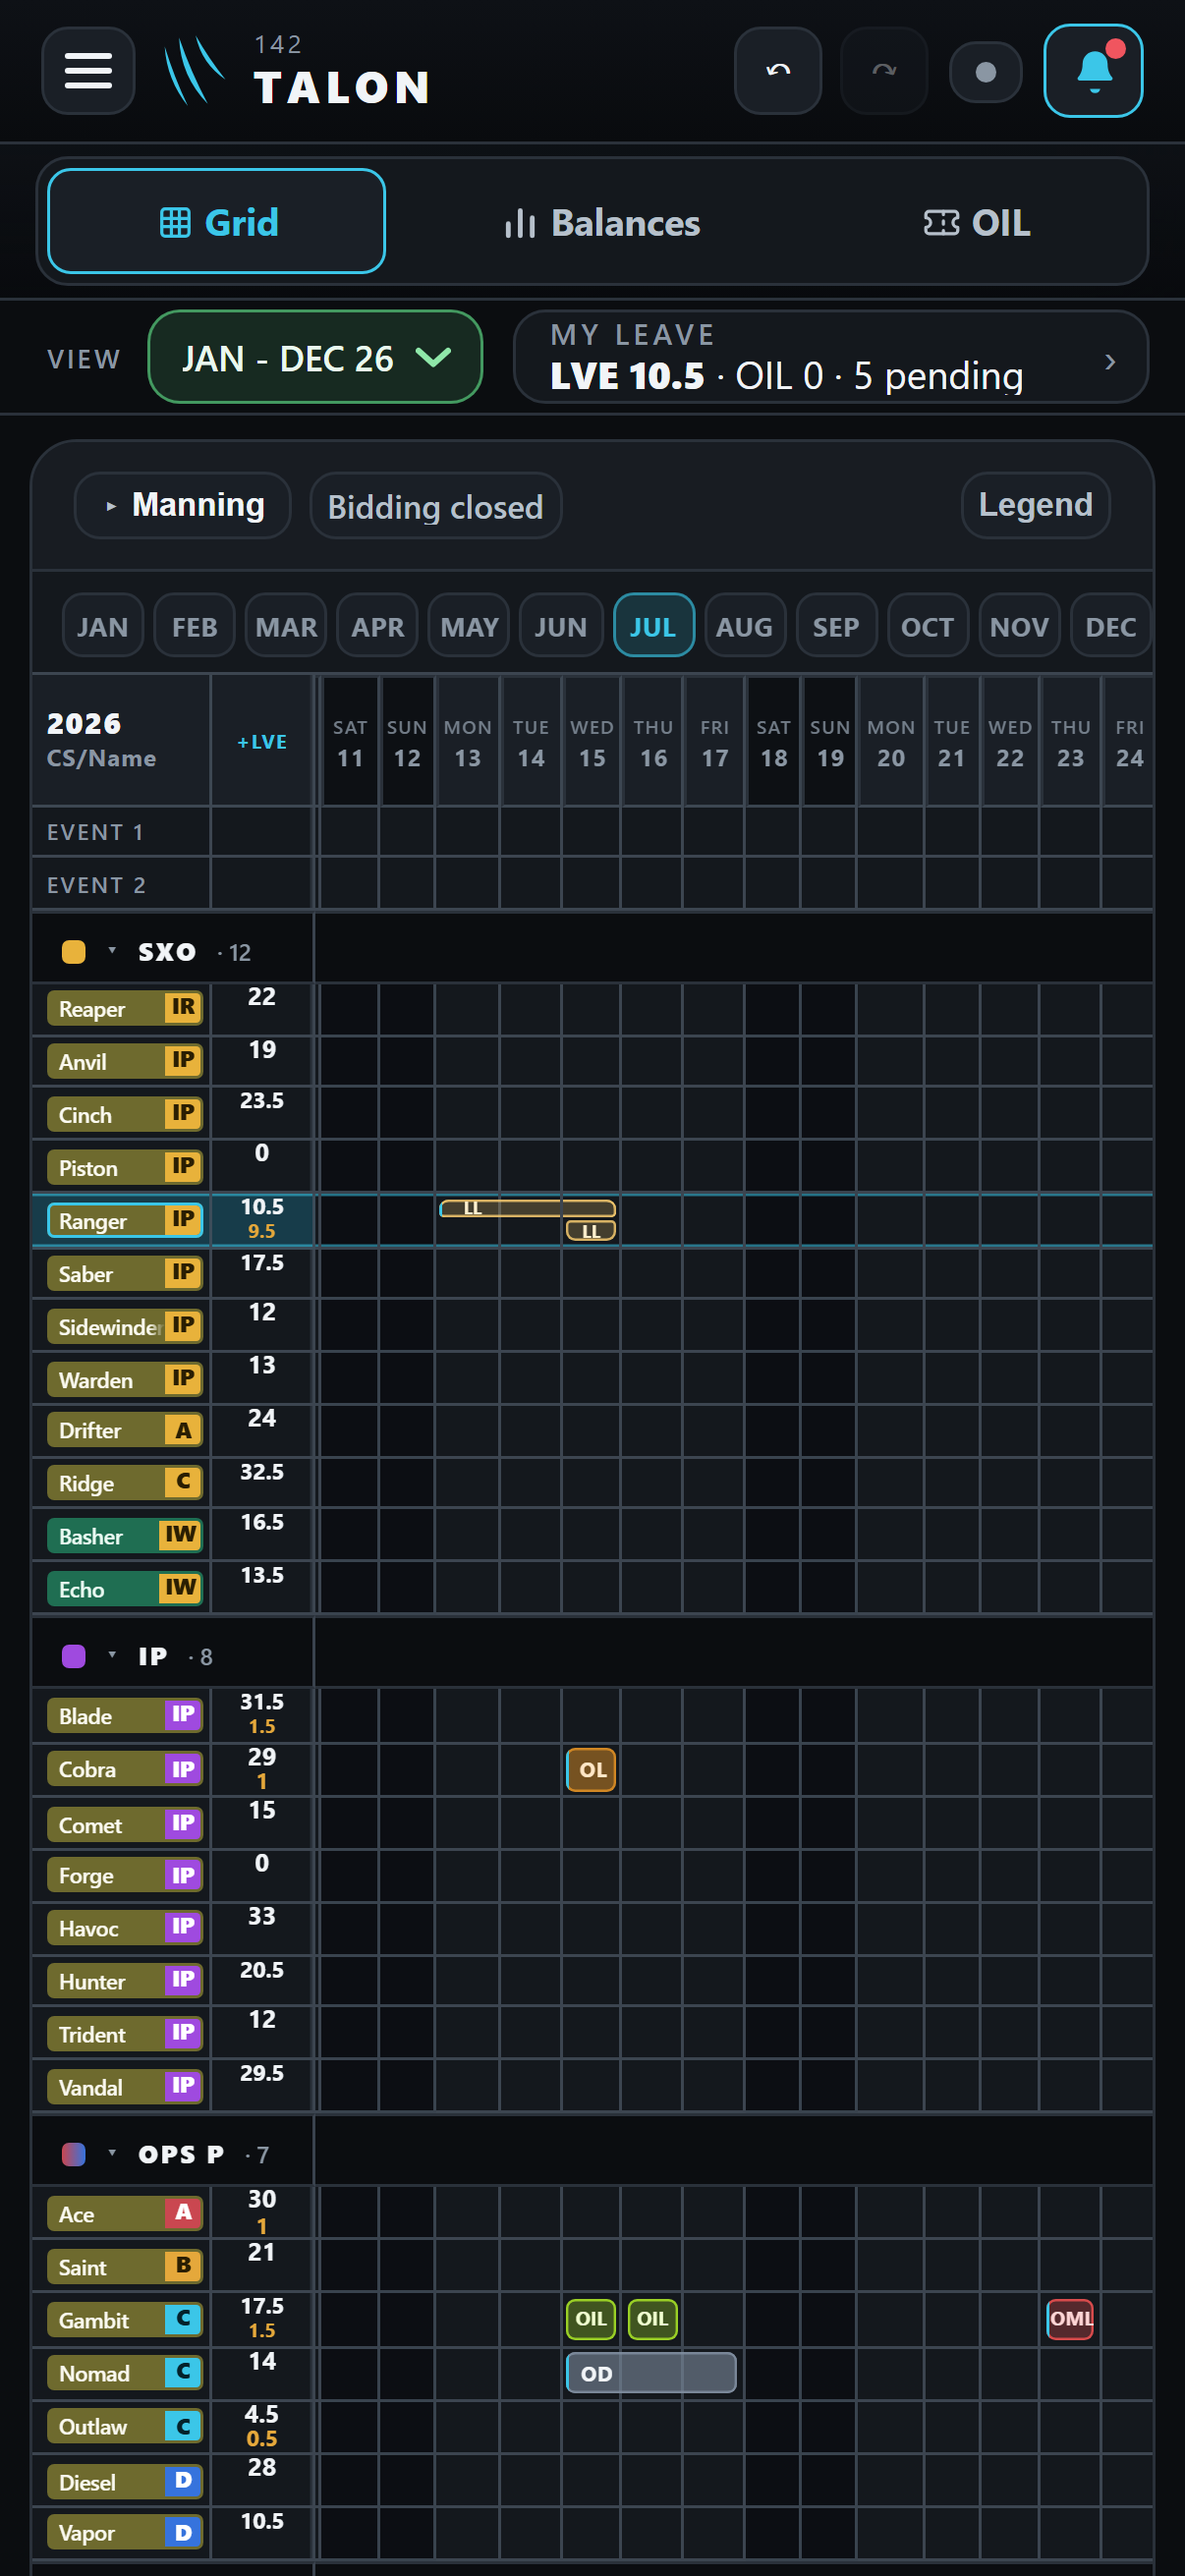 142
TALON
Grid
Balances
OIL
VIEW
JAN - DEC 26
MY LEAVE
LVE 10.5 · OIL 0 · 5 pending
Manning
Bidding closed
Legend
JAN FEB MAR APR MAY JUN JUL AUG SEP OCT NOV DEC
2026
CS/Name
+LVE
SAT SUN MON TUE WED THU FRI SAT SUN MON TUE WED THU FRI
11 12 13 14 15 16 17 18 19 20 21 22 23 24
EVENT 1
EVENT 2
SXO · 12
Reaper IR 22
Anvil IP 19
Cinch IP 23.5
Piston IP 0
Ranger IP 10.5 LL
9.5 LL
Saber IP 17.5
Sidewinder IP 12
Warden IP 13
Drifter A 24
Ridge C 32.5
Basher IW 16.5
Echo IW 13.5
IP · 8
Blade IP 31.5
1.5
Cobra IP 29 OL
1
Comet IP 15
Forge IP 0
Havoc IP 33
Hunter IP 20.5
Trident IP 12
Vandal IP 29.5
OPS P · 7
Ace A 30
1
Saint B 21
Gambit C 17.5 OIL OIL OML
1.5
Nomad C 14 OD
Outlaw C 4.5
0.5
Diesel D 28
Vapor D 10.5